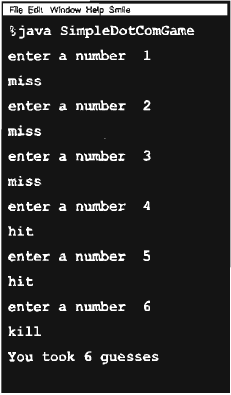 File Edit Window Help Smile
%java SimpleDotComGame
enter a number 1
miss
enter a number 2
miss
enter a number 3
miss
enter a number 4
hit
enter a number 5
hit
enter a number 6
kill
You took 6 guesses